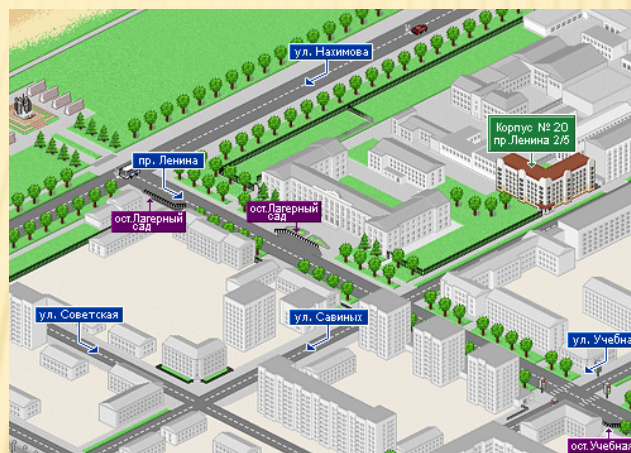 ул. Нахимова
Корпус № 20
пр.Ленина 2/5
пр. Ленина
ост.Лагерный
сад
ост.Лагерный
сад
ул. Советская
ул. Савиных
ул. Учебна
ост.Учебная